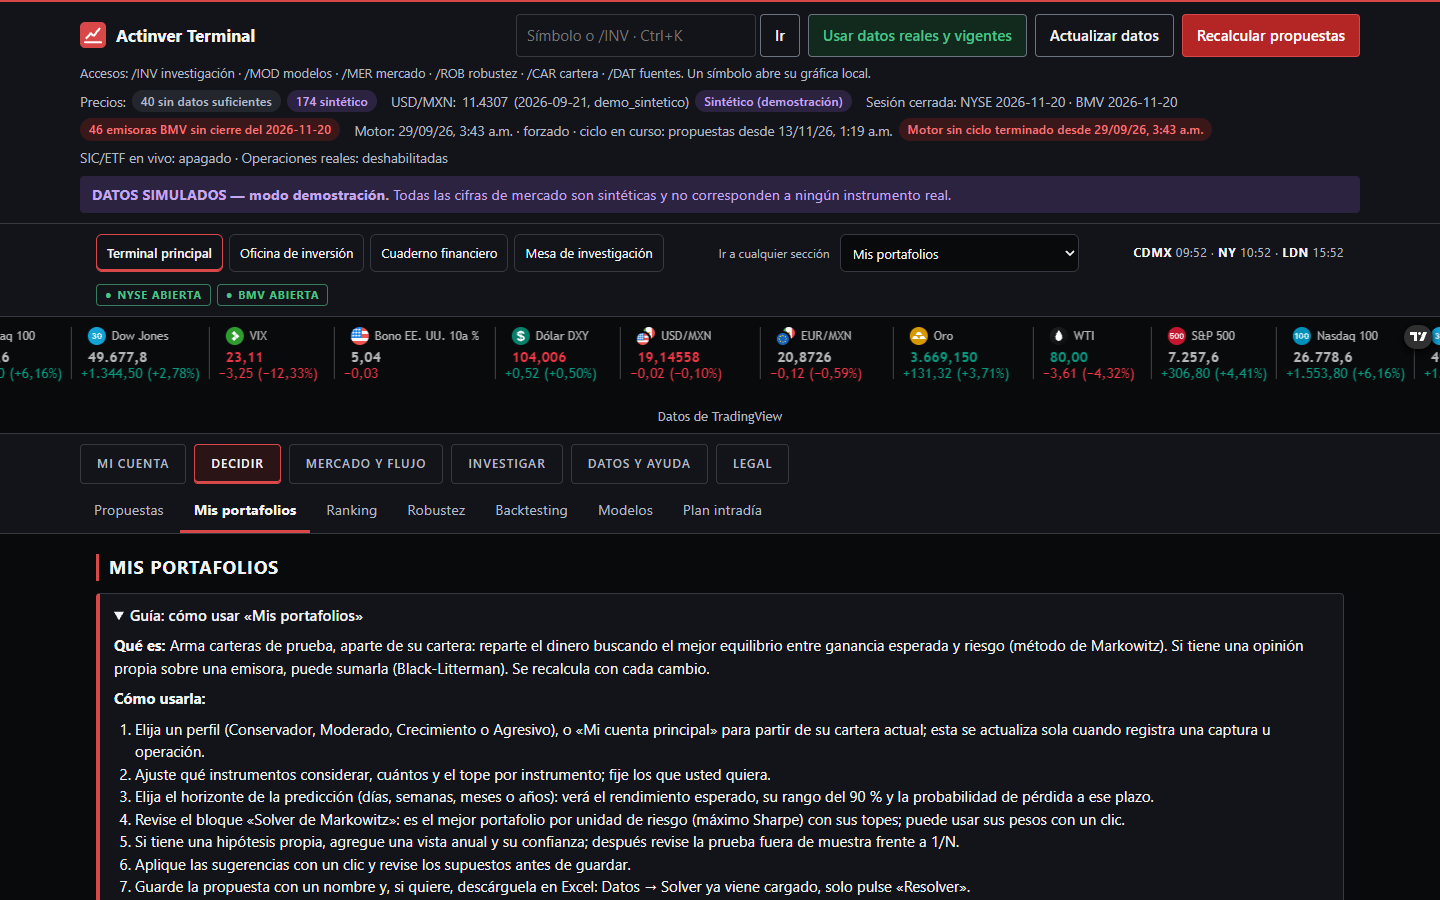 Actinver Terminal
Símbolo o /INV · Ctrl+K
Ir
Usar datos reales y vigentes
Actualizar datos
Recalcular propuestas
Accesos: /INV investigación · /MOD modelos · /MER mercado · /ROB robustez · /CAR cartera · /DAT fuentes. Un símbolo abre su gráfica local.
Precios: 40 sin datos suficientes 174 sintético USD/MXN: 11.4307 (2026-09-21, demo_sintetico) Sintético (demostración) Sesión cerrada: NYSE 2026-11-20 · BMV 2026-11-20
46 emisoras BMV sin cierre del 2026-11-20 Motor: 29/09/26, 3:43 a.m. · forzado · ciclo en curso: propuestas desde 13/11/26, 1:19 a.m. Motor sin ciclo terminado desde 29/09/26, 3:43 a.m.
SIC/ETF en vivo: apagado · Operaciones reales: deshabilitadas
DATOS SIMULADOS — modo demostración. Todas las cifras de mercado son sintéticas y no corresponden a ningún instrumento real.
Terminal principal
Oficina de inversión
Cuaderno financiero
Mesa de investigación
Ir a cualquier sección
Mis portafolios
CDMX 09:52 · NY 10:52 · LDN 15:52
• NYSE ABIERTA
• BMV ABIERTA
aq 100 30 Dow Jones VIX Bono EE. UU. 10a % Dólar DXY USD/MXN EUR/MXN Oro WTI 500 S&P 500 100 Nasdaq 100
,6 49.677,8 23,11 5,04 104,006 19,14558 20,8726 3.669,150 80,00 7.257,6 26.778,6 4
0 (+6,16%) +1.344,50 (+2,78%) −3,25 (−12,33%) −0,03 +0,52 (+0,50%) −0,02 (−0,10%) −0,12 (−0,59%) +131,32 (+3,71%) −3,61 (−4,32%) +306,80 (+4,41%) +1.553,80 (+6,16%) +1.
Datos de TradingView
MI CUENTA
DECIDIR
MERCADO Y FLUJO
INVESTIGAR
DATOS Y AYUDA
LEGAL
Propuestas
Mis portafolios
Ranking
Robustez
Backtesting
Modelos
Plan intradía
MIS PORTAFOLIOS
▼ Guía: cómo usar «Mis portafolios»
Qué es: Arma carteras de prueba, aparte de su cartera: reparte el dinero buscando el mejor equilibrio entre ganancia esperada y riesgo (método de Markowitz). Si tiene una opinión
propia sobre una emisora, puede sumarla (Black-Litterman). Se recalcula con cada cambio.
Cómo usarla:
1. Elija un perfil (Conservador, Moderado, Crecimiento o Agresivo), o «Mi cuenta principal» para partir de su cartera actual; esta se actualiza sola cuando registra una captura u
operación.
2. Ajuste qué instrumentos considerar, cuántos y el tope por instrumento; fije los que usted quiera.
3. Elija el horizonte de la predicción (días, semanas, meses o años): verá el rendimiento esperado, su rango del 90 % y la probabilidad de pérdida a ese plazo.
4. Revise el bloque «Solver de Markowitz»: es el mejor portafolio por unidad de riesgo (máximo Sharpe) con sus topes; puede usar sus pesos con un clic.
5. Si tiene una hipótesis propia, agregue una vista anual y su confianza; después revise la prueba fuera de muestra frente a 1/N.
6. Aplique las sugerencias con un clic y revise los supuestos antes de guardar.
7. Guarde la propuesta con un nombre y, si quiere, descárguela en Excel: Datos → Solver ya viene cargado, solo pulse «Resolver».